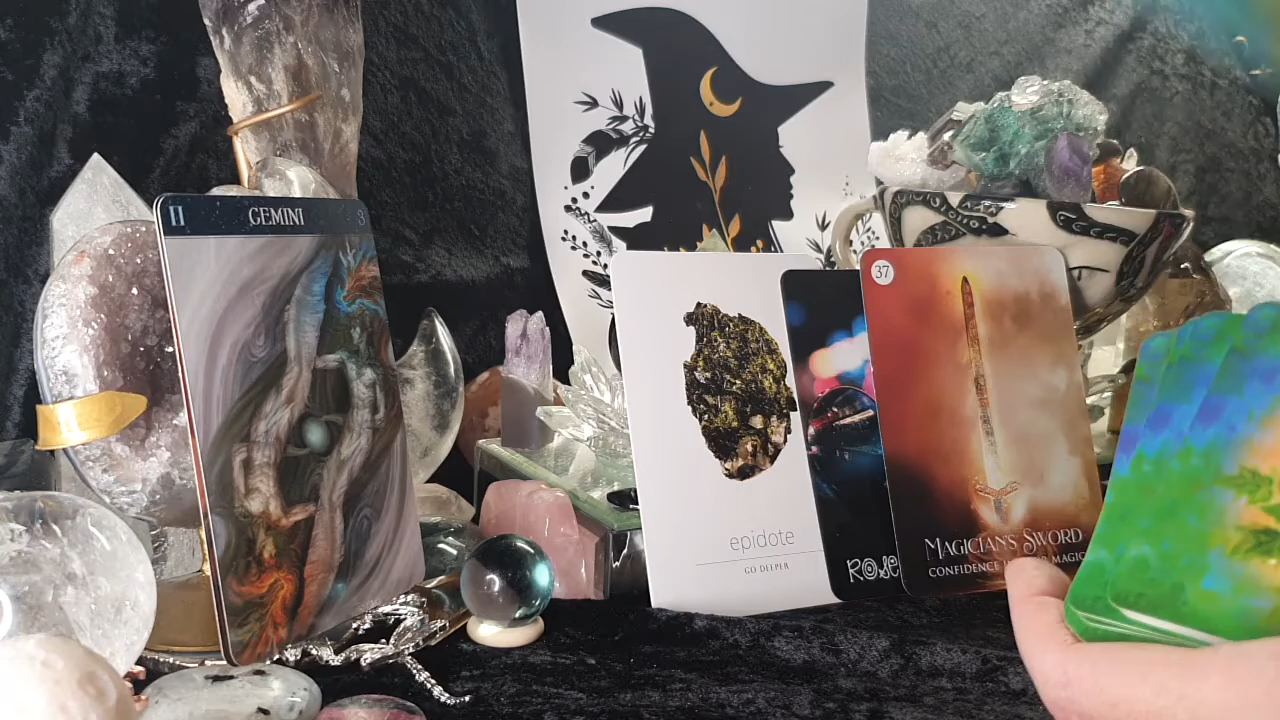 II GEMINI 3
epidote
GO DEEPER
ROSE
37
MAGICIAN'S SWORD
CONFIDENCE MAGIC